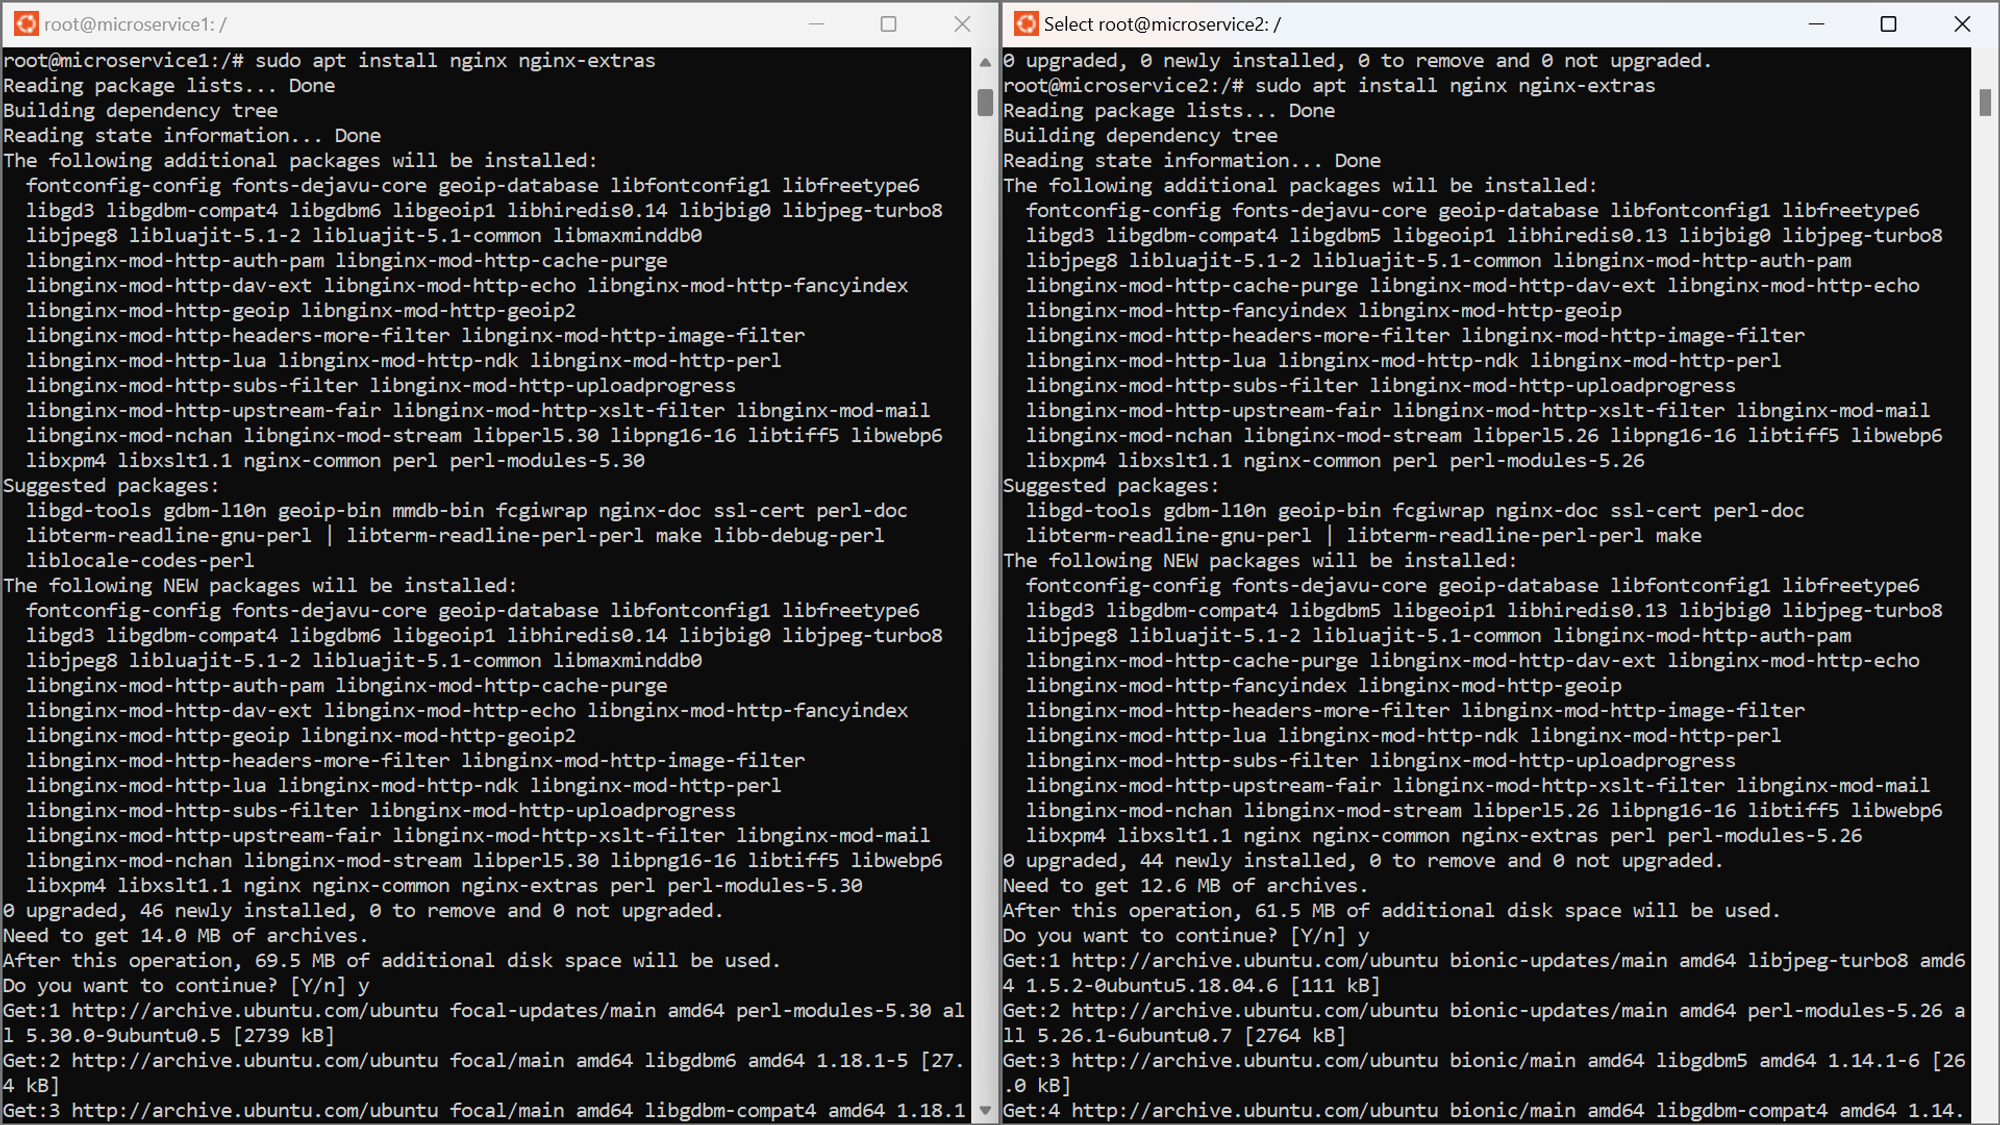 root@microservice1: /
root@microservice1:/# sudo apt install nginx nginx-extras
Reading package lists... Done
Building dependency tree
Reading state information... Done
The following additional packages will be installed:
  fontconfig-config fonts-dejavu-core geoip-database libfontconfig1 libfreetype6
  libgd3 libgdbm-compat4 libgdbm6 libgeoip1 libhiredis0.14 libjbig0 libjpeg-turbo8
  libjpeg8 libluajit-5.1-2 libluajit-5.1-common libmaxminddb0
  libnginx-mod-http-auth-pam libnginx-mod-http-cache-purge
  libnginx-mod-http-dav-ext libnginx-mod-http-echo libnginx-mod-http-fancyindex
  libnginx-mod-http-geoip libnginx-mod-http-geoip2
  libnginx-mod-http-headers-more-filter libnginx-mod-http-image-filter
  libnginx-mod-http-lua libnginx-mod-http-ndk libnginx-mod-http-perl
  libnginx-mod-http-subs-filter libnginx-mod-http-uploadprogress
  libnginx-mod-http-upstream-fair libnginx-mod-http-xslt-filter libnginx-mod-mail
  libnginx-mod-nchan libnginx-mod-stream libperl5.30 libpng16-16 libtiff5 libwebp6
  libxpm4 libxslt1.1 nginx-common perl perl-modules-5.30
Suggested packages:
  libgd-tools gdbm-l10n geoip-bin mmdb-bin fcgiwrap nginx-doc ssl-cert perl-doc
  libterm-readline-gnu-perl | libterm-readline-perl-perl make libb-debug-perl
  liblocale-codes-perl
The following NEW packages will be installed:
  fontconfig-config fonts-dejavu-core geoip-database libfontconfig1 libfreetype6
  libgd3 libgdbm-compat4 libgdbm6 libgeoip1 libhiredis0.14 libjbig0 libjpeg-turbo8
  libjpeg8 libluajit-5.1-2 libluajit-5.1-common libmaxminddb0
  libnginx-mod-http-auth-pam libnginx-mod-http-cache-purge
  libnginx-mod-http-dav-ext libnginx-mod-http-echo libnginx-mod-http-fancyindex
  libnginx-mod-http-geoip libnginx-mod-http-geoip2
  libnginx-mod-http-headers-more-filter libnginx-mod-http-image-filter
  libnginx-mod-http-lua libnginx-mod-http-ndk libnginx-mod-http-perl
  libnginx-mod-http-subs-filter libnginx-mod-http-uploadprogress
  libnginx-mod-http-upstream-fair libnginx-mod-http-xslt-filter libnginx-mod-mail
  libnginx-mod-nchan libnginx-mod-stream libperl5.30 libpng16-16 libtiff5 libwebp6
  libxpm4 libxslt1.1 nginx nginx-common nginx-extras perl perl-modules-5.30
0 upgraded, 46 newly installed, 0 to remove and 0 not upgraded.
Need to get 14.0 MB of archives.
After this operation, 69.5 MB of additional disk space will be used.
Do you want to continue? [Y/n] y
Get:1 http://archive.ubuntu.com/ubuntu focal-updates/main amd64 perl-modules-5.30 al
l 5.30.0-9ubuntu0.5 [2739 kB]
Get:2 http://archive.ubuntu.com/ubuntu focal/main amd64 libgdbm6 amd64 1.18.1-5 [27.
4 kB]
Get:3 http://archive.ubuntu.com/ubuntu focal/main amd64 libgdbm-compat4 amd64 1.18.1
Select root@microservice2: /
0 upgraded, 0 newly installed, 0 to remove and 0 not upgraded.
root@microservice2:/# sudo apt install nginx nginx-extras
Reading package lists... Done
Building dependency tree
Reading state information... Done
The following additional packages will be installed:
  fontconfig-config fonts-dejavu-core geoip-database libfontconfig1 libfreetype6
  libgd3 libgdbm-compat4 libgdbm5 libgeoip1 libhiredis0.13 libjbig0 libjpeg-turbo8
  libjpeg8 libluajit-5.1-2 libluajit-5.1-common libnginx-mod-http-auth-pam
  libnginx-mod-http-cache-purge libnginx-mod-http-dav-ext libnginx-mod-http-echo
  libnginx-mod-http-fancyindex libnginx-mod-http-geoip
  libnginx-mod-http-headers-more-filter libnginx-mod-http-image-filter
  libnginx-mod-http-lua libnginx-mod-http-ndk libnginx-mod-http-perl
  libnginx-mod-http-subs-filter libnginx-mod-http-uploadprogress
  libnginx-mod-http-upstream-fair libnginx-mod-http-xslt-filter libnginx-mod-mail
  libnginx-mod-nchan libnginx-mod-stream libperl5.26 libpng16-16 libtiff5 libwebp6
  libxpm4 libxslt1.1 nginx-common perl perl-modules-5.26
Suggested packages:
  libgd-tools gdbm-l10n geoip-bin fcgiwrap nginx-doc ssl-cert perl-doc
  libterm-readline-gnu-perl | libterm-readline-perl-perl make
The following NEW packages will be installed:
  fontconfig-config fonts-dejavu-core geoip-database libfontconfig1 libfreetype6
  libgd3 libgdbm-compat4 libgdbm5 libgeoip1 libhiredis0.13 libjbig0 libjpeg-turbo8
  libjpeg8 libluajit-5.1-2 libluajit-5.1-common libnginx-mod-http-auth-pam
  libnginx-mod-http-cache-purge libnginx-mod-http-dav-ext libnginx-mod-http-echo
  libnginx-mod-http-fancyindex libnginx-mod-http-geoip
  libnginx-mod-http-headers-more-filter libnginx-mod-http-image-filter
  libnginx-mod-http-lua libnginx-mod-http-ndk libnginx-mod-http-perl
  libnginx-mod-http-subs-filter libnginx-mod-http-uploadprogress
  libnginx-mod-http-upstream-fair libnginx-mod-http-xslt-filter libnginx-mod-mail
  libnginx-mod-nchan libnginx-mod-stream libperl5.26 libpng16-16 libtiff5 libwebp6
  libxpm4 libxslt1.1 nginx nginx-common nginx-extras perl perl-modules-5.26
0 upgraded, 44 newly installed, 0 to remove and 0 not upgraded.
Need to get 12.6 MB of archives.
After this operation, 61.5 MB of additional disk space will be used.
Do you want to continue? [Y/n] y
Get:1 http://archive.ubuntu.com/ubuntu bionic-updates/main amd64 libjpeg-turbo8 amd6
4 1.5.2-0ubuntu5.18.04.6 [111 kB]
Get:2 http://archive.ubuntu.com/ubuntu bionic-updates/main amd64 perl-modules-5.26 a
ll 5.26.1-6ubuntu0.7 [2764 kB]
Get:3 http://archive.ubuntu.com/ubuntu bionic/main amd64 libgdbm5 amd64 1.14.1-6 [26
.0 kB]
Get:4 http://archive.ubuntu.com/ubuntu bionic/main amd64 libgdbm-compat4 amd64 1.14.